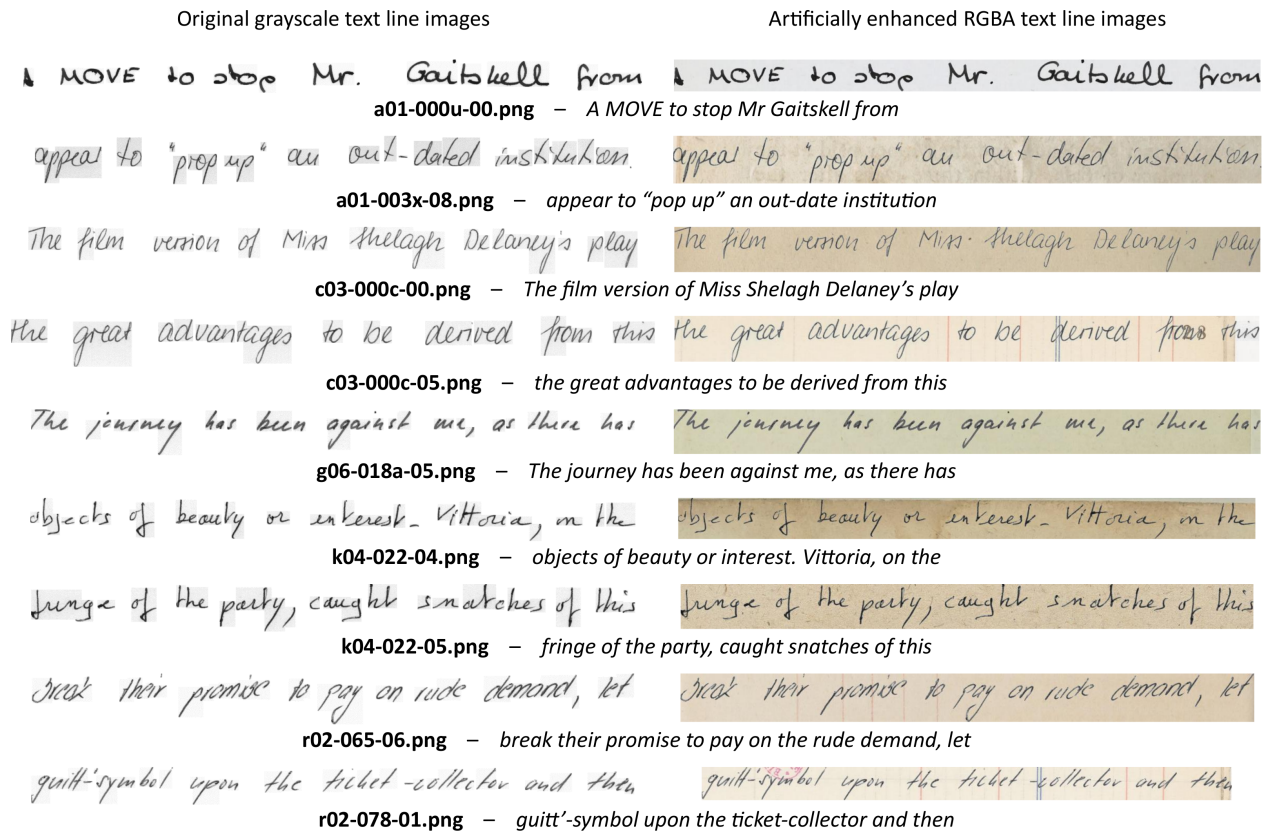 Original grayscale text line images
Artificially enhanced RGBA text line images
A MOVE to stop Mr. Gaitskell from
A MOVE to stop Mr. Gaitskell from
a01-000u-00.png – A MOVE to stop Mr Gaitskell from
appear to "prop up" an out-dated institution.
appear to "prop up" an out-dated institution.
a01-003x-08.png – appear to “pop up” an out-date institution
The film version of Miss Shelagh Delaney's play
The film version of Miss Shelagh Delaney's play
c03-000c-00.png – The film version of Miss Shelagh Delaney’s play
the great advantages to be derived from this
the great advantages to be derived from this
c03-000c-05.png – the great advantages to be derived from this
The journey has been against me, as there has
The journey has been against me, as there has
g06-018a-05.png – The journey has been against me, as there has
objects of beauty or interest. Vittoria, on the
objects of beauty or interest. Vittoria, on the
k04-022-04.png – objects of beauty or interest. Vittoria, on the
fringe of the party, caught snatches of this
fringe of the party, caught snatches of this
k04-022-05.png – fringe of the party, caught snatches of this
break their promise to pay on rude demand, let
break their promise to pay on rude demand, let
r02-065-06.png – break their promise to pay on the rude demand, let
guitt'-symbol upon the ticket-collector and then
guitt'-symbol upon the ticket-collector and then
r02-078-01.png – guitt’-symbol upon the ticket-collector and then